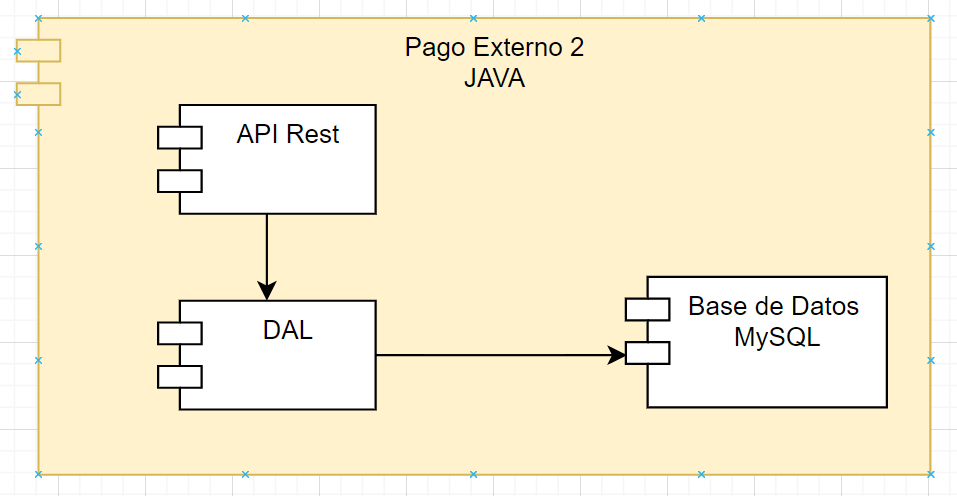 Pago Externo 2
JAVA
API Rest
DAL
Base de Datos
MySQL